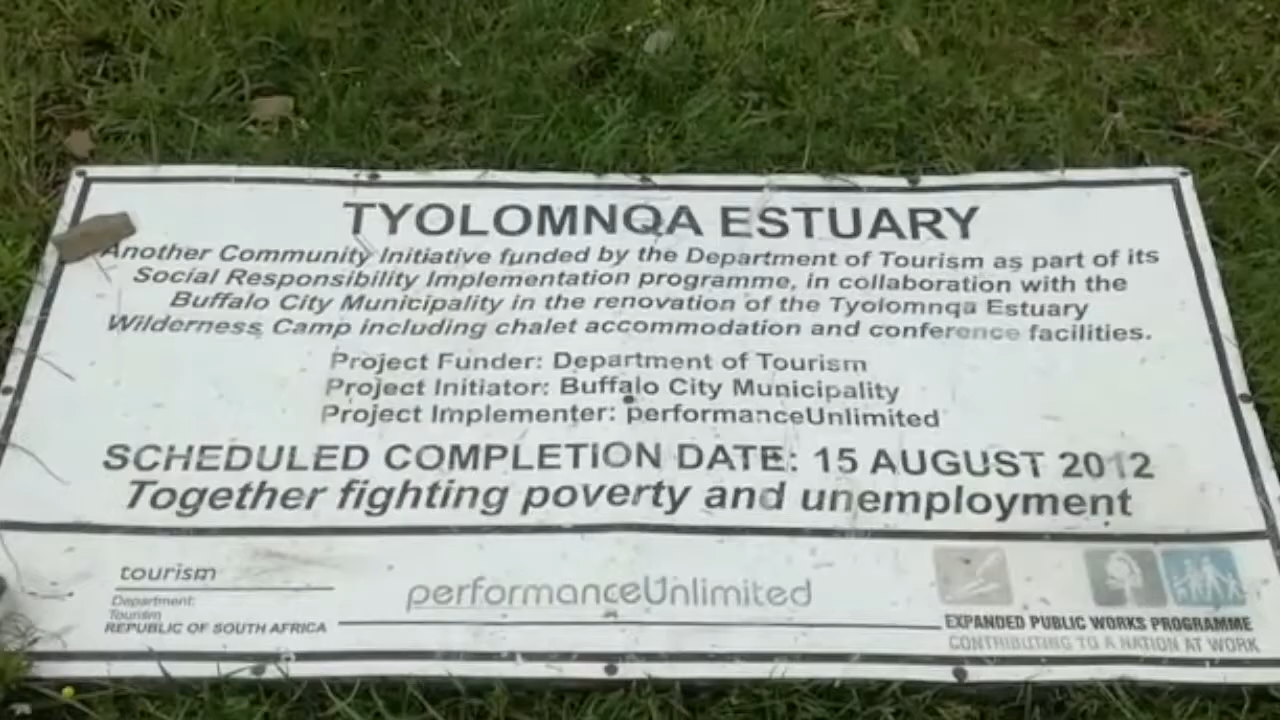 TYOLOMNQA ESTUARY
Another Community Initiative funded by the Department of Tourism as part of its
Social Responsibility Implementation programme, in collaboration with the
Buffalo City Municipality in the renovation of the Tyolomnqa Estuary
Wilderness Camp including chalet accommodation and conference facilities.
Project Funder: Department of Tourism
Project Initiator: Buffalo City Municipality
Project Implementer: performanceUnlimited
SCHEDULED COMPLETION DATE: 15 AUGUST 2012
Together fighting poverty and unemployment
tourism
Department:
Tourism
REPUBLIC OF SOUTH AFRICA
performanceUnlimited
EXPANDED PUBLIC WORKS PROGRAMME
CONTRIBUTING TO A NATION AT WORK